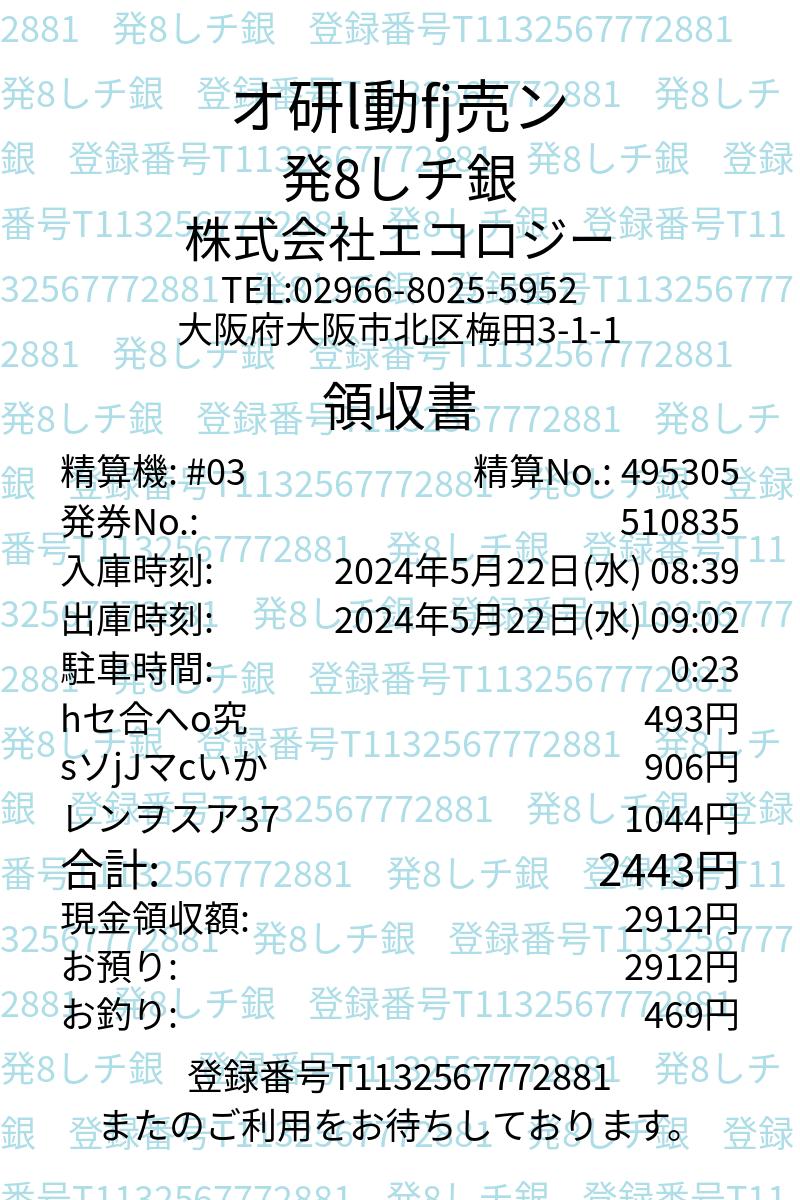 オ研l動fj売ン
発8しチ銀
株式会社エコロジー
TEL:02966-8025-5952
大阪府大阪市北区梅田3-1-1
領収書
精算機: #03 精算No.: 495305
発券No.: 510835
入庫時刻: 2024年5月22日(水) 08:39
出庫時刻: 2024年5月22日(水) 09:02
駐車時間: 0:23
hセ合へo究 493円
sソjJマcいか 906円
レンヲスア37 1044円
合計: 2443円
現金領収額: 2912円
お預り: 2912円
お釣り: 469円
登録番号T1132567772881
またのご利用をお待ちしております。